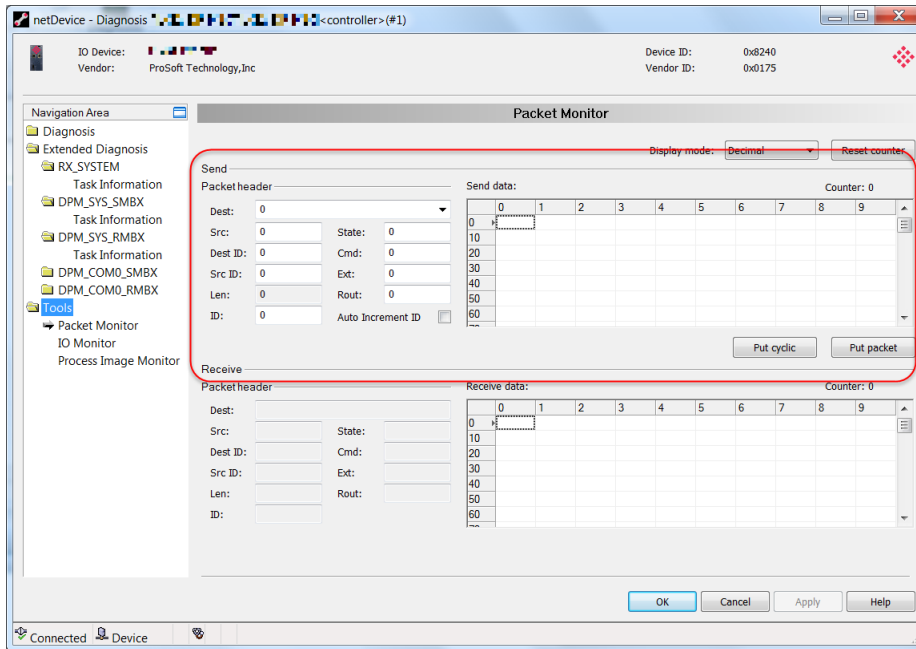 netDevice - Diagnosis <controller>(#1)
IO Device:
Device ID: 0x8240
Vendor: ProSoft Technology,Inc
Vendor ID: 0x0175
Navigation Area
Diagnosis
Extended Diagnosis
RX_SYSTEM
Task Information
DPM_SYS_SMBX
Task Information
DPM_SYS_RMBX
Task Information
DPM_COM0_SMBX
DPM_COM0_RMBX
Tools
Packet Monitor
IO Monitor
Process Image Monitor
Packet Monitor
Display mode: Decimal Reset counter
Send
Packet header
Dest: 0
Src: 0 State: 0
Dest ID: 0 Cmd: 0
Src ID: 0 Ext: 0
Len: 0 Rout: 0
ID: 0 Auto Increment ID
Send data: Counter: 0
0 1 2 3 4 5 6 7 8 9
0
10
20
30
40
50
60
70
Put cyclic Put packet
Receive
Packet header
Dest:
Src: State:
Dest ID: Cmd:
Src ID: Ext:
Len: Rout:
ID:
Receive data: Counter: 0
0 1 2 3 4 5 6 7 8 9
0
10
20
30
40
50
60
70
OK Cancel Apply Help
Connected Device